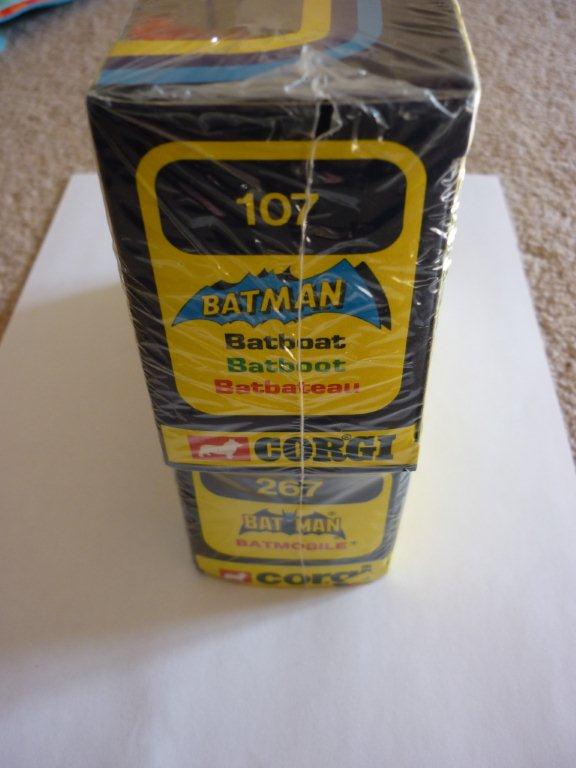 107
BATMAN
Batboat
Batboot
Batbateau
CORGI
267
BATMAN
BATMOBILE
CORGI